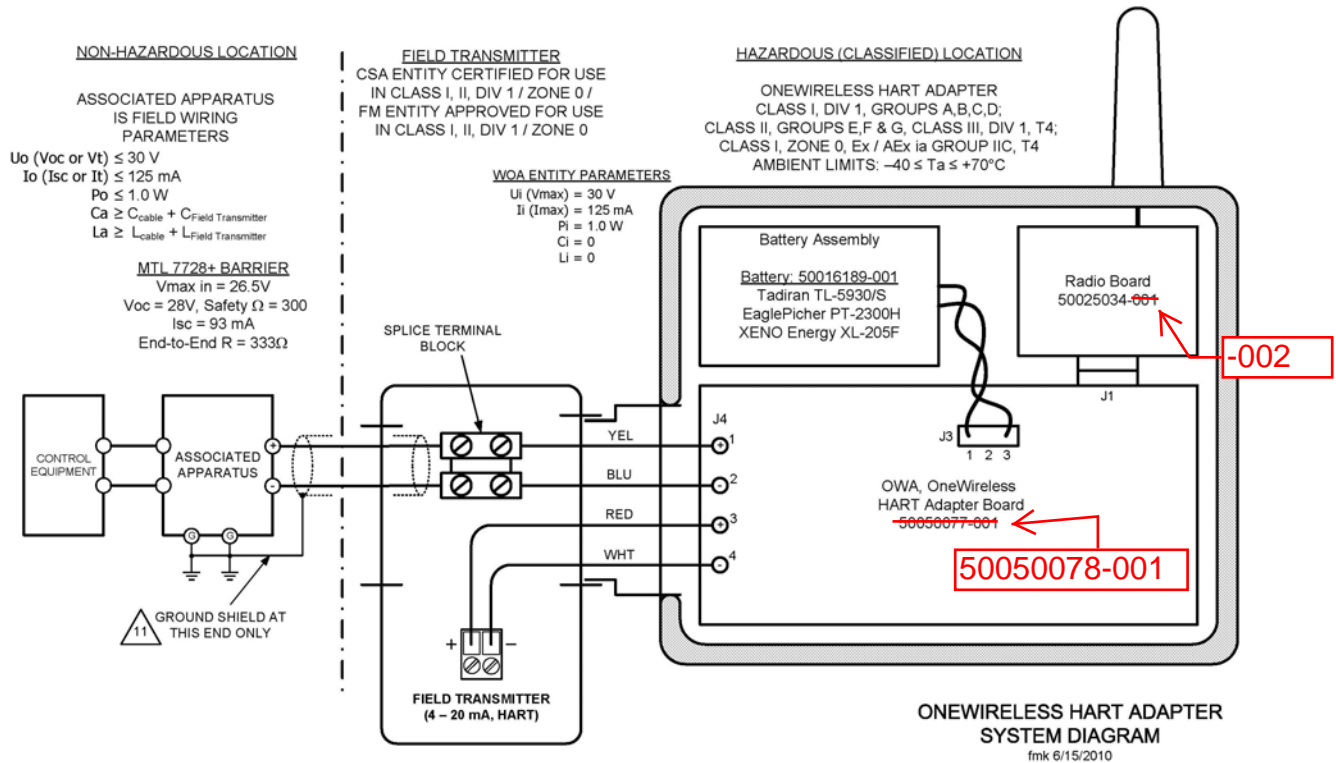 NON-HAZARDOUS LOCATION
ASSOCIATED APPARATUS
IS FIELD WIRING
PARAMETERS
Uo (Voc or Vt) ≤ 30 V
Io (Isc or It) ≤ 125 mA
Po ≤ 1.0 W
Ca ≥ Ccable + CField Transmitter
La ≥ Lcable + LField Transmitter
MTL 7728+ BARRIER
Vmax in = 26.5V
Voc = 28V, Safety Ω = 300
Isc = 93 mA
End-to-End R = 333Ω
FIELD TRANSMITTER
CSA ENTITY CERTIFIED FOR USE
IN CLASS I, II, DIV 1 / ZONE 0 /
FM ENTITY APPROVED FOR USE
IN CLASS I, II, DIV 1 / ZONE 0
WOA ENTITY PARAMETERS
Ui (Vmax) = 30 V
Ii (Imax) = 125 mA
Pi = 1.0 W
Ci = 0
Li = 0
HAZARDOUS (CLASSIFIED) LOCATION
ONEWIRELESS HART ADAPTER
CLASS I, DIV 1, GROUPS A,B,C,D;
CLASS II, GROUPS E,F & G, CLASS III, DIV 1, T4;
CLASS I, ZONE 0, Ex / AEx ia GROUP IIC, T4
AMBIENT LIMITS: –40 ≤ Ta ≤ +70°C
Battery Assembly
Battery: 50016189-001
Tadiran TL-5930/S
EaglePicher PT-2300H
XENO Energy XL-205F
Radio Board
50025034-001
-002
J1
SPLICE TERMINAL
BLOCK
CONTROL
EQUIPMENT
ASSOCIATED
APPARATUS
+
-
G G
11
GROUND SHIELD AT
THIS END ONLY
YEL
BLU
RED
WHT
J4
+ 1
- 2
+ 3
- 4
J3
1 2 3
OWA, OneWireless
HART Adapter Board
50050077-001
50050078-001
+ –
FIELD TRANSMITTER
(4 – 20 mA, HART)
ONEWIRELESS HART ADAPTER
SYSTEM DIAGRAM
fmk 6/15/2010